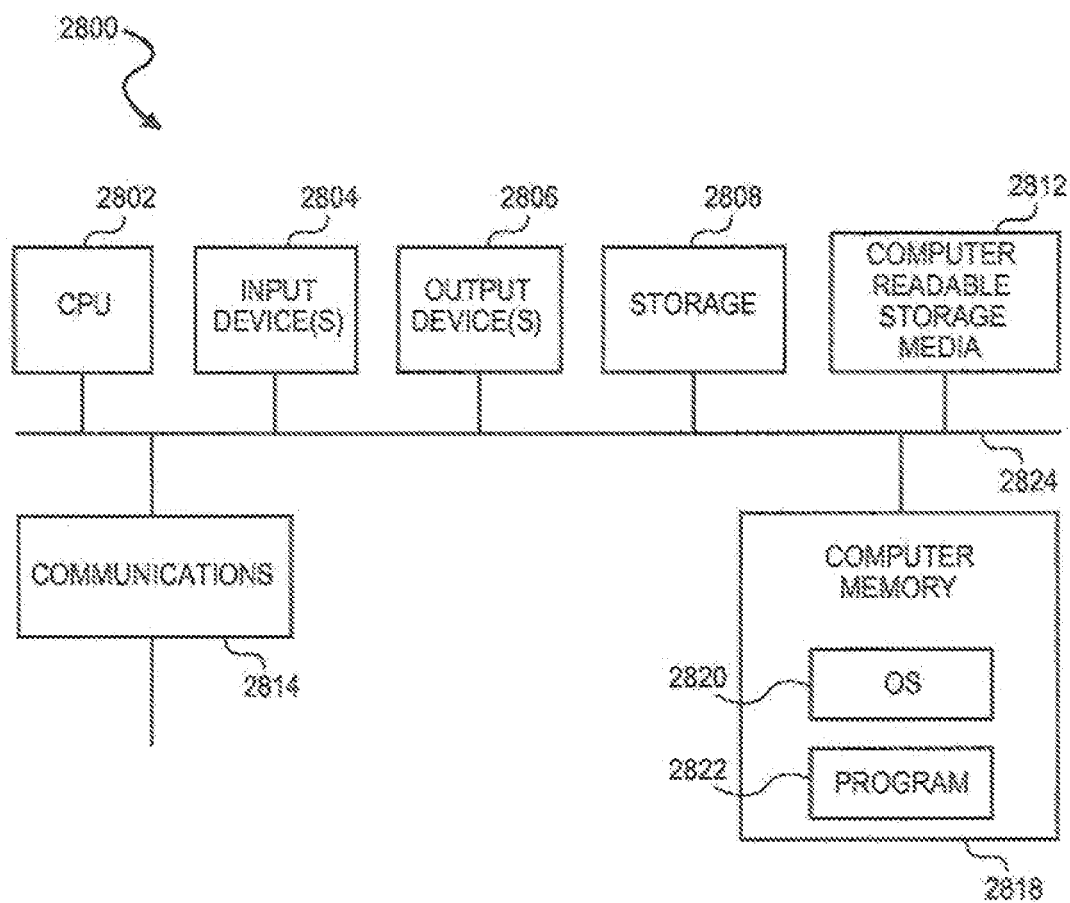 2800
2802
2804
2806
2808
2812
CPU
INPUT
DEVICE(S)
OUTPUT
DEVICE(S)
STORAGE
COMPUTER
READABLE
STORAGE
MEDIA
2824
COMMUNICATIONS
2814
COMPUTER
MEMORY
2820
OS
2822
PROGRAM
2818